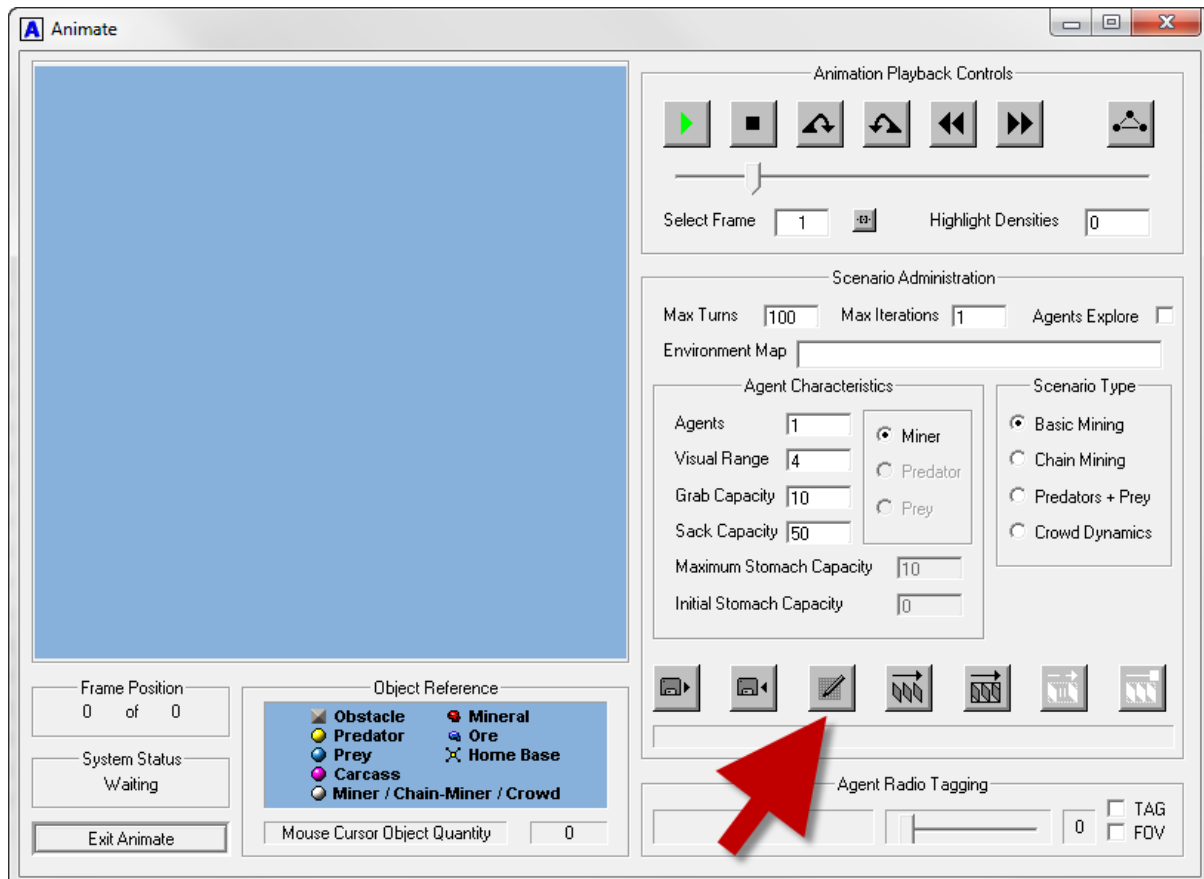 Animate
Animation Playback Controls
Select Frame 1 Highlight Densities 0
Scenario Administration
Max Turns 100 Max Iterations 1 Agents Explore
Environment Map
Agent Characteristics Scenario Type
Agents 1
Visual Range 4
Grab Capacity 10
Sack Capacity 50
Miner
Predator
Prey
Maximum Stomach Capacity 10
Initial Stomach Capacity 0
Basic Mining
Chain Mining
Predators + Prey
Crowd Dynamics
Frame Position
0 of 0
System Status
Waiting
Exit Animate
Object Reference
Obstacle Mineral
Predator Ore
Prey Home Base
Carcass
Miner / Chain-Miner / Crowd
Mouse Cursor Object Quantity 0
Agent Radio Tagging
0 TAG
FOV